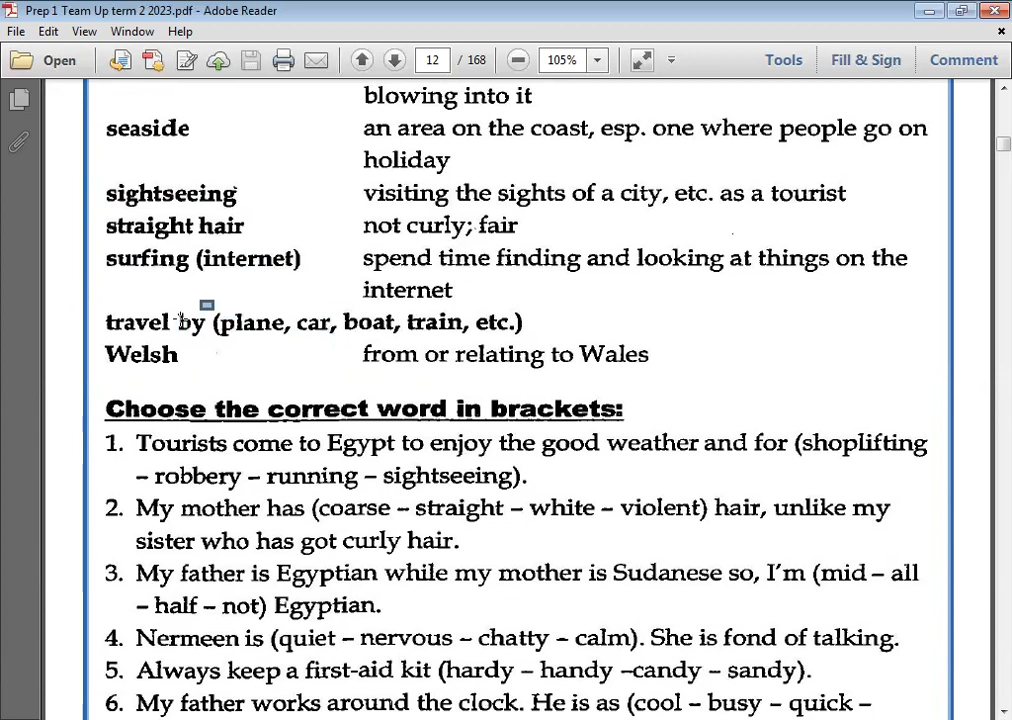 Prep 1 Team Up term 2 2023.pdf - Adobe Reader
File Edit View Window Help
Open 12 / 168 105% Tools Fill & Sign Comment
blowing into it
seaside an area on the coast, esp. one where people go on
holiday
sightseeing visiting the sights of a city, etc. as a tourist
straight hair not curly; fair
surfing (internet) spend time finding and looking at things on the
internet
travel by (plane, car, boat, train, etc.)
Welsh from or relating to Wales
Choose the correct word in brackets:
1. Tourists come to Egypt to enjoy the good weather and for (shoplifting
– robbery – running – sightseeing).
2. My mother has (coarse – straight – white – violent) hair, unlike my
sister who has got curly hair.
3. My father is Egyptian while my mother is Sudanese so, I'm (mid – all
– half – not) Egyptian.
4. Nermeen is (quiet – nervous – chatty – calm). She is fond of talking.
5. Always keep a first-aid kit (hardy – handy –candy – sandy).
6. My father works around the clock. He is as (cool – busy – quick –